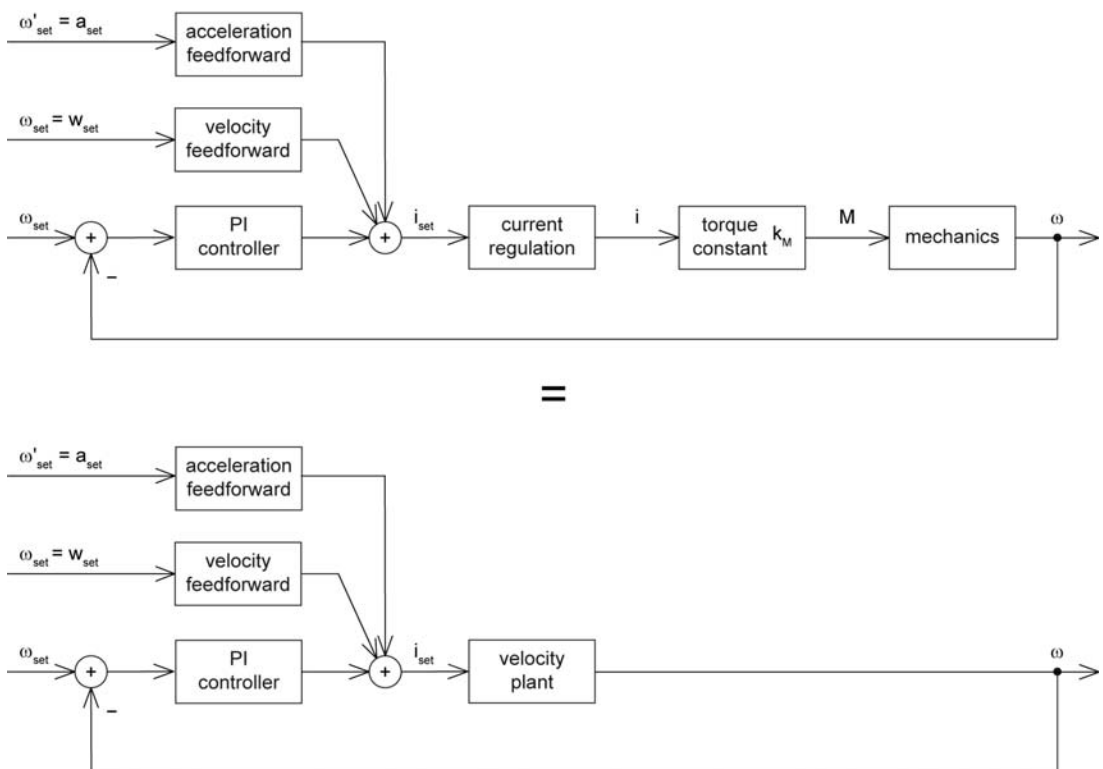 ω'set = aset
acceleration
feedforward
ωset = wset
velocity
feedforward
ωset
+
−
PI
controller
+
iset
current
regulation
i
torque
constant kM
M
mechanics
ω
=
ω'set = aset
acceleration
feedforward
ωset = wset
velocity
feedforward
ωset
+
−
PI
controller
+
iset
velocity
plant
ω